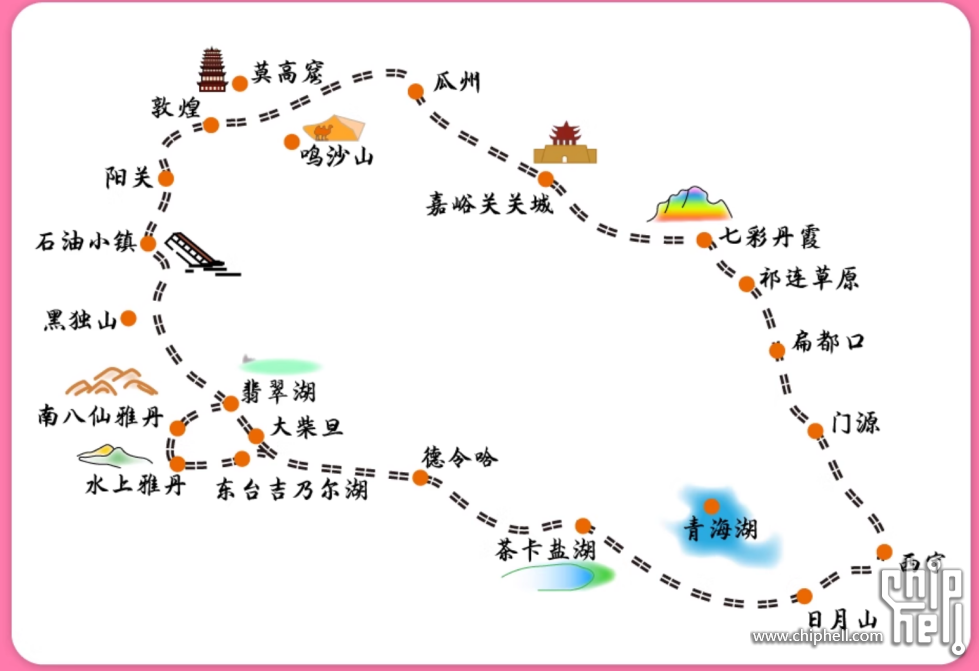 莫高窟
瓜州
敦煌
鸣沙山
阳关
嘉峪关关城
石油小镇
七彩丹霞
祁连草原
黑独山
扁都口
翡翠湖
南八仙雅丹
大柴旦
门源
德令哈
水上雅丹
东台吉乃尔湖
青海湖
茶卡盐湖
西宁
日月山
www.chiphell.com
chip
hell